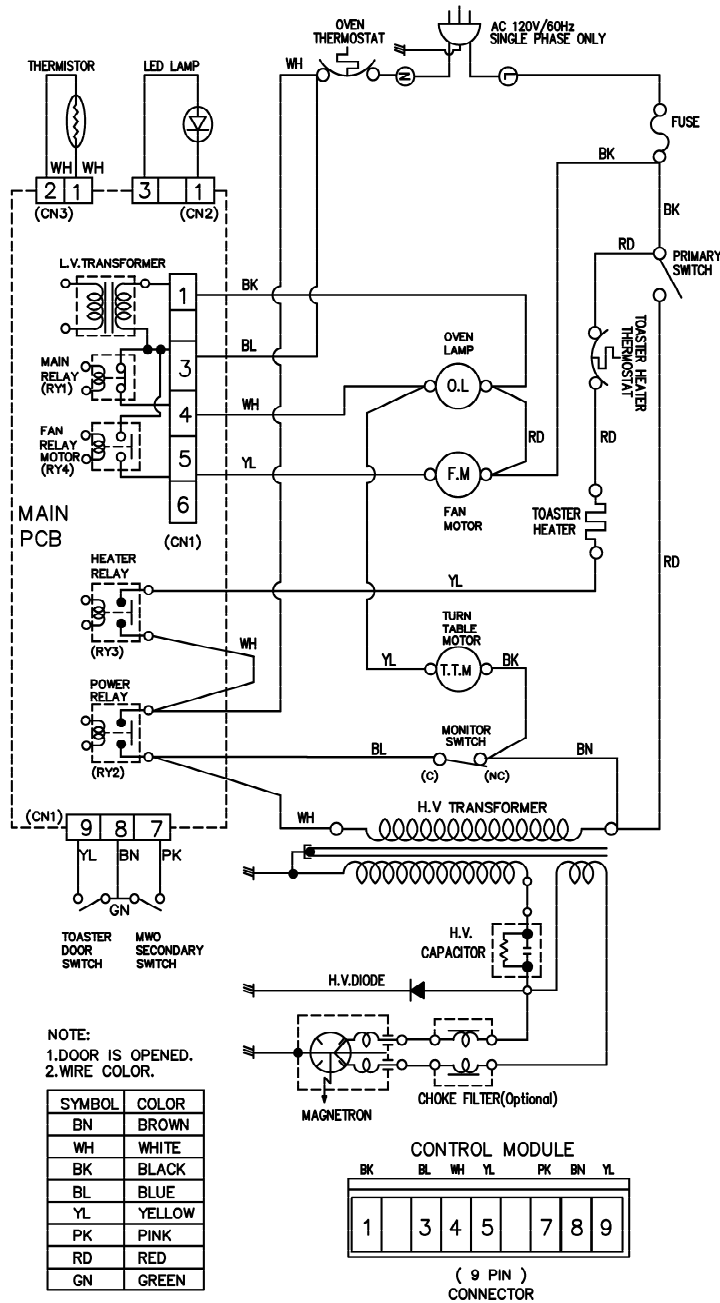 AC 120V/60Hz
SINGLE PHASE ONLY
OVEN
THERMOSTAT
N
L
WH
THERMISTOR
LED LAMP
FUSE
BK
WH WH
2 1
3 1
(CN3)
(CN2)
BK
RD
PRIMARY
SWITCH
L.V.TRANSFORMER
BK
1
TOASTER HEATER
THERMOSTAT
OVEN
LAMP
BL
MAIN
RELAY
(RY1)
3
O.L
WH
4
FAN
RELAY
MOTOR
(RY4)
RD
RD
YL
5
F.M
FAN
MOTOR
6
TOASTER
HEATER
MAIN
PCB
(CN1)
HEATER
RELAY
RD
YL
(RY3)
WH
TURN
TABLE
MOTOR
YL
T.T.M
BK
POWER
RELAY
MONITOR
SWITCH
BL
BN
(C)
(NC)
(RY2)
H.V TRANSFORMER
(CN1)
WH
9 8 7
YL BN PK
GN
TOASTER
DOOR
SWITCH
MWO
SECONDARY
SWITCH
H.V.
CAPACITOR
H.V.DIODE
MAGNETRON
CHOKE FILTER(Optional)
NOTE:
1.DOOR IS OPENED.
2.WIRE COLOR.
SYMBOL COLOR
BN BROWN
WH WHITE
BK BLACK
BL BLUE
YL YELLOW
PK PINK
RD RED
GN GREEN
CONTROL MODULE
BK BL WH YL PK BN YL
1 3 4 5 7 8 9
( 9 PIN )
CONNECTOR